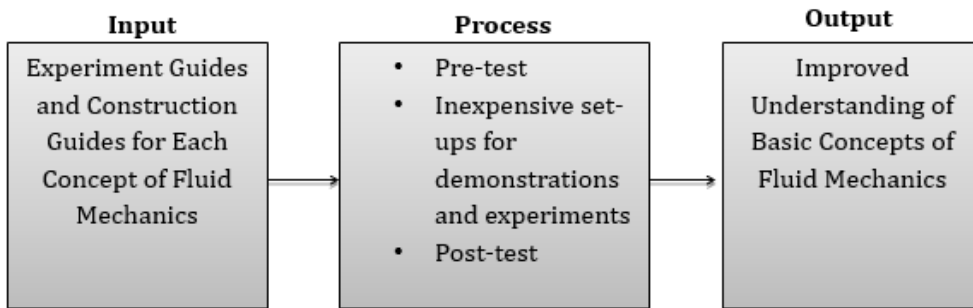 Input
Experiment Guides
and Construction
Guides for Each
Concept of Fluid
Mechanics
Process
• Pre-test
• Inexpensive set-
ups for
demonstrations
and experiments
• Post-test
Output
Improved
Understanding of
Basic Concepts of
Fluid Mechanics